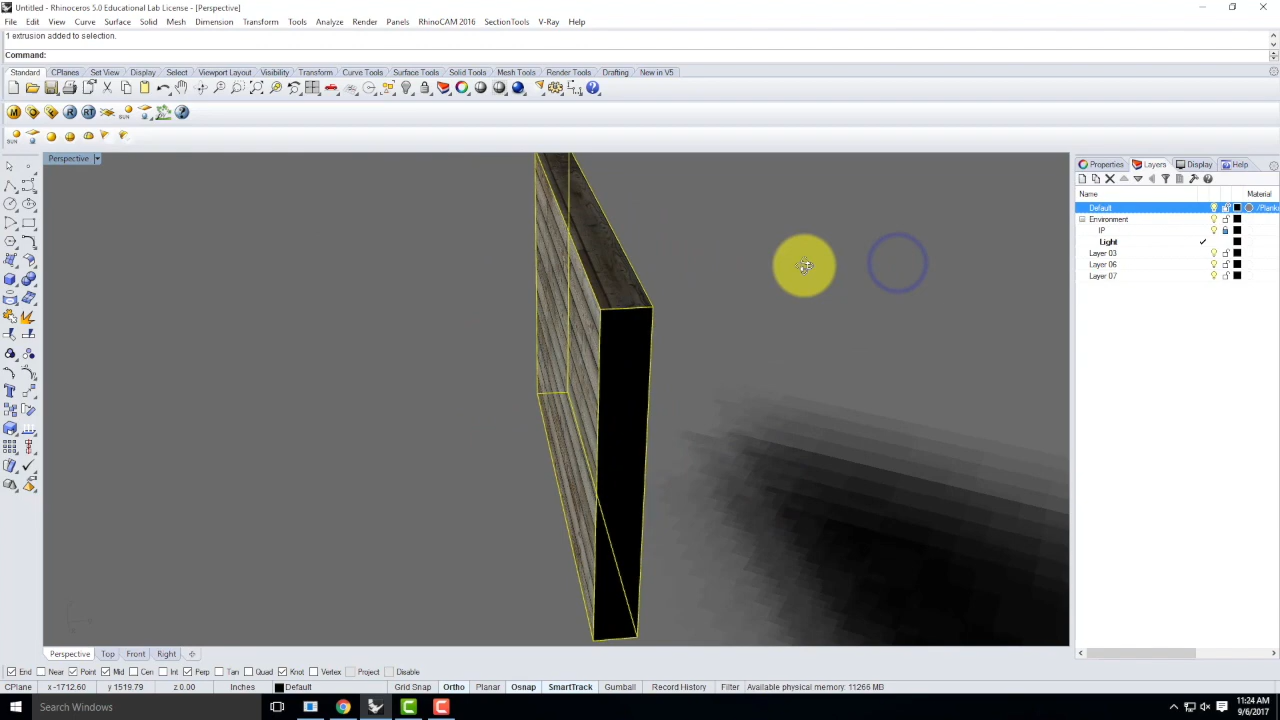 Untitled - Rhinoceros 5.0 Educational Lab License - [Perspective]
File Edit View Curve Surface Solid Mesh Dimension Transform Tools Analyze Render Panels RhinoCAM 2016 SectionTools V-Ray Help
1 extrusion added to selection.
Command:
Standard CPlanes Set View Display Select Viewport Layout Visibility Transform Curve Tools Surface Tools Solid Tools Mesh Tools Render Tools Drafting New in V5
M R RT
SUN
SUN
Perspective
Properties Layers Display Help
Name Material
Default
Environment
IP
Light
Layer 03
Layer 06
Layer 07
Perspective Top Front Right
End Near Point Mid Cen Int Perp Tan Quad Knot Vertex Project Disable
CPlane x -1712.60 y 1519.79 z 0.00 Inches Default Grid Snap Ortho Planar Osnap SmartTrack Gumball Record History Filter Available physical memory: 11266 MB
Search Windows
11:24 AM
9/6/2017